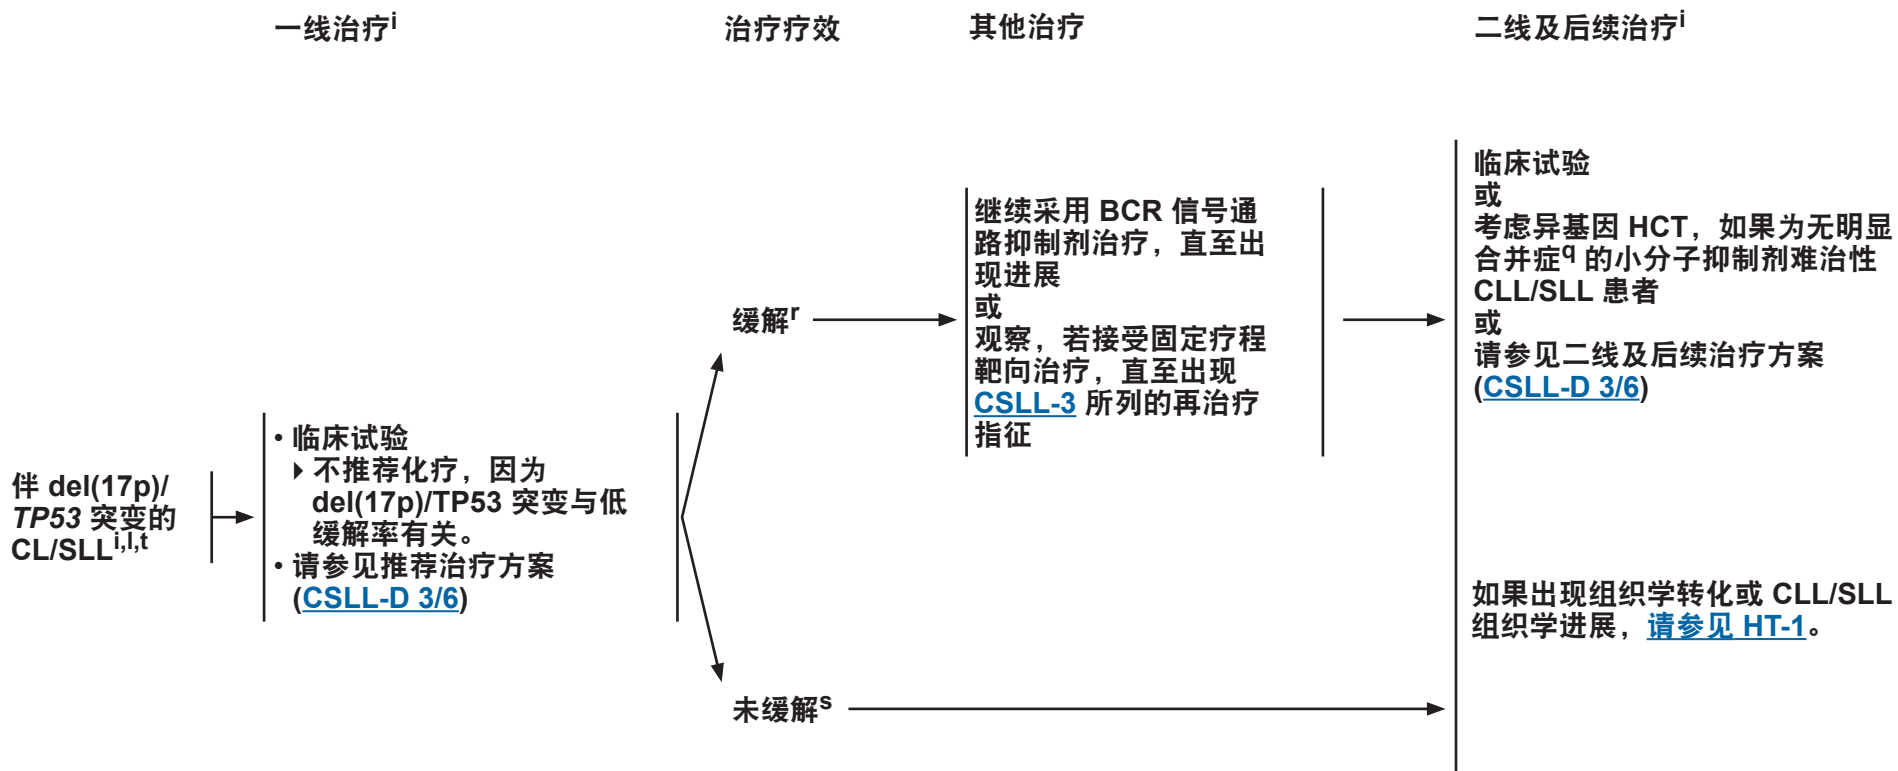 一线治疗i
治疗疗效
其他治疗
二线及后续治疗i
伴 del(17p)/
TP53 突变的
CL/SLLi,l,t
• 临床试验
不推荐化疗，因为
del(17p)/TP53 突变与低
缓解率有关。
• 请参见推荐治疗方案
(CSLL-D 3/6)
缓解r
未缓解s
继续采用 BCR 信号通
路抑制剂治疗，直至出
现进展
或
观察，若接受固定疗程
靶向治疗，直至出现
CSLL-3 所列的再治疗
指征
临床试验
或
考虑异基因 HCT，如果为无明显
合并症q 的小分子抑制剂难治性
CLL/SLL 患者
或
请参见二线及后续治疗方案
(CSLL-D 3/6)
如果出现组织学转化或 CLL/SLL
组织学进展，请参见 HT-1。